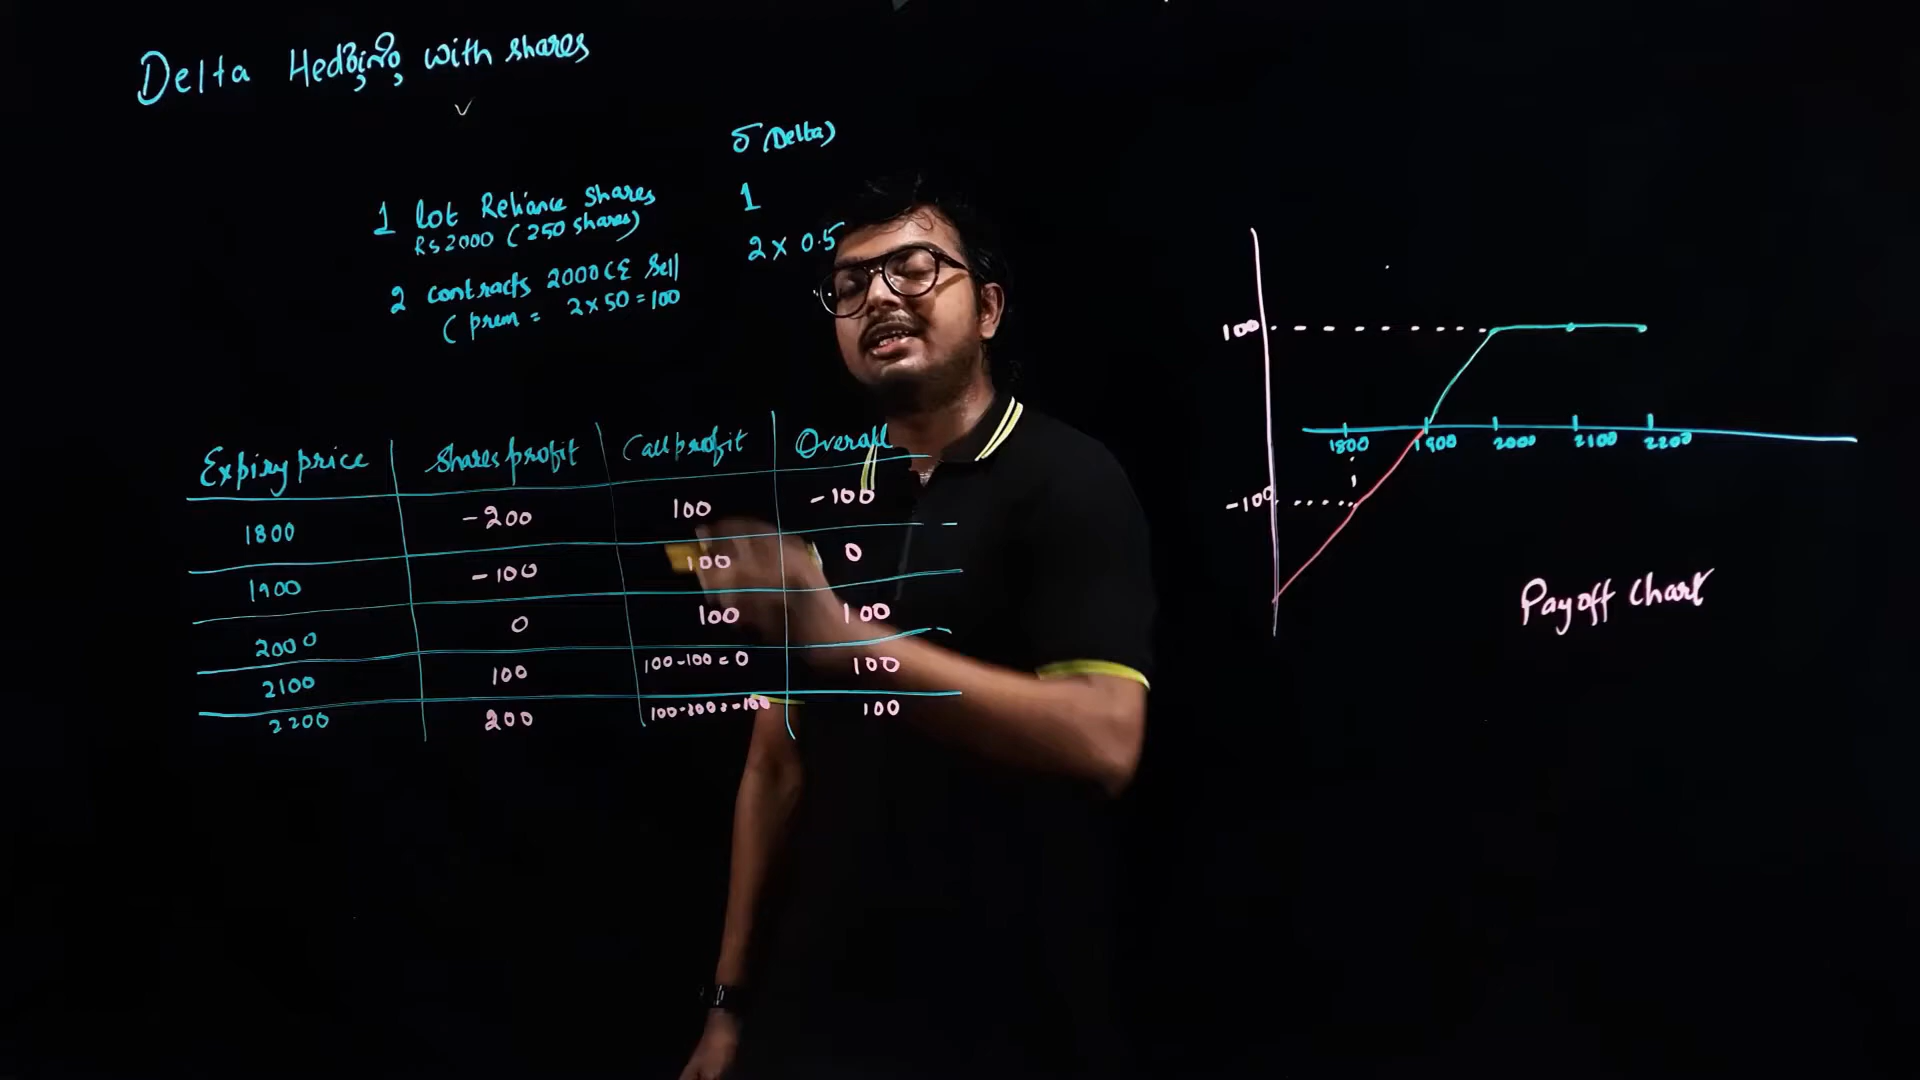 Delta Hedging with shares
δ (Delta)
1 lot Reliance Shares 1
RS 2000 (250 shares)
2 contracts 2000CE sell 2 x 0.5
( prem = 2 x 50 = 100
Expiry price Shares profit Call profit Overall
1800 -200 100 -100
1900 -100 100 0
2000 0 100 100
2100 100 100-100=0 100
2200 200 100-200=-100 100
100
1800 1900 2000 2100 2200
-100
Payoff Chart